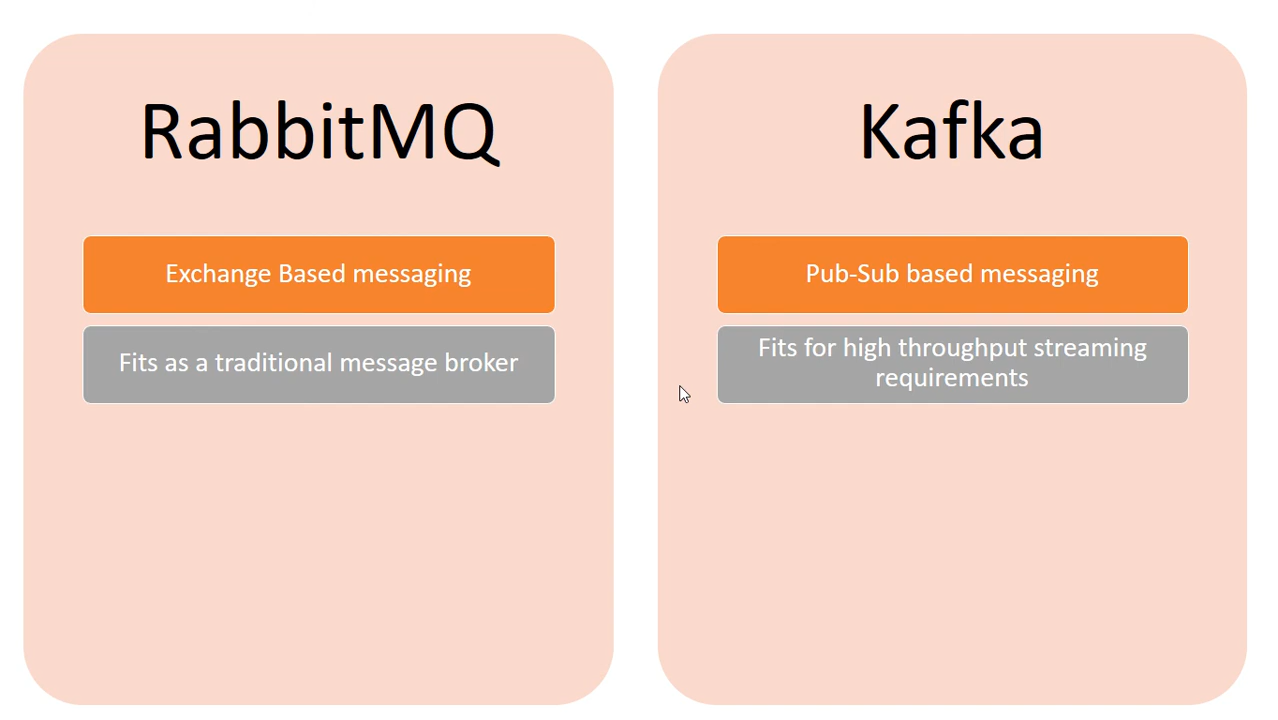 RabbitMQ
Exchange Based messaging
Fits as a traditional message broker
Kafka
Pub-Sub based messaging
Fits for high throughput streaming
requirements